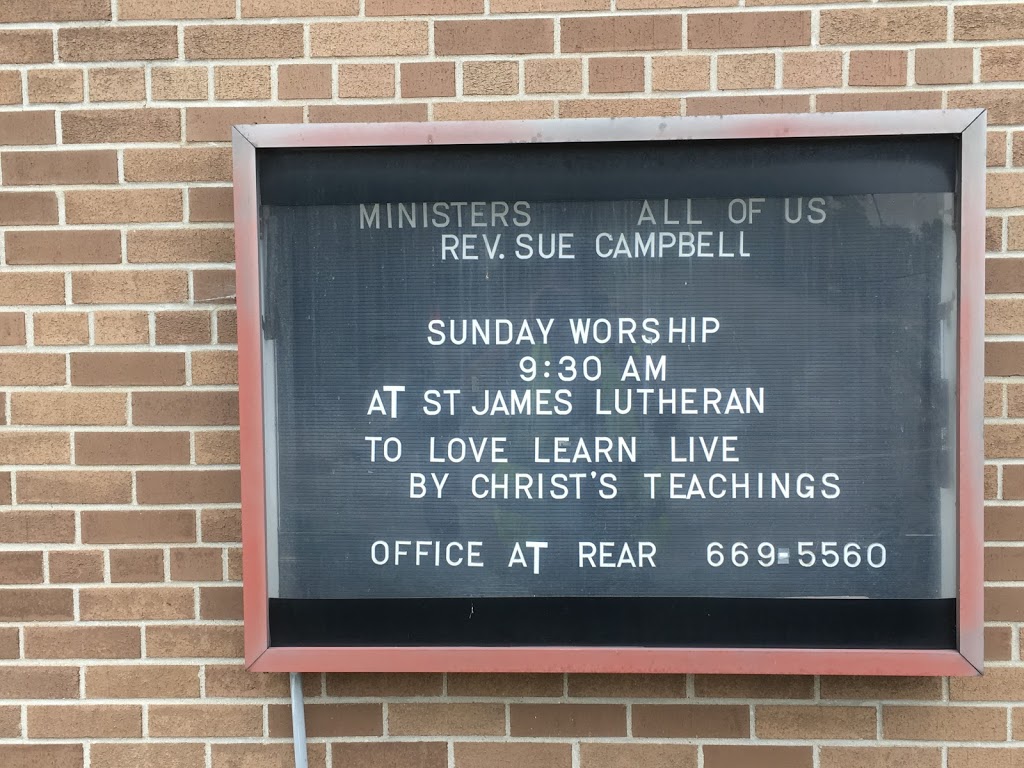 MINISTERS ALL OF US
REV. SUE CAMPBELL
SUNDAY WORSHIP
9:30 AM
AT ST JAMES LUTHERAN
TO LOVE LEARN LIVE
BY CHRIST'S TEACHINGS
OFFICE AT REAR 669-5560